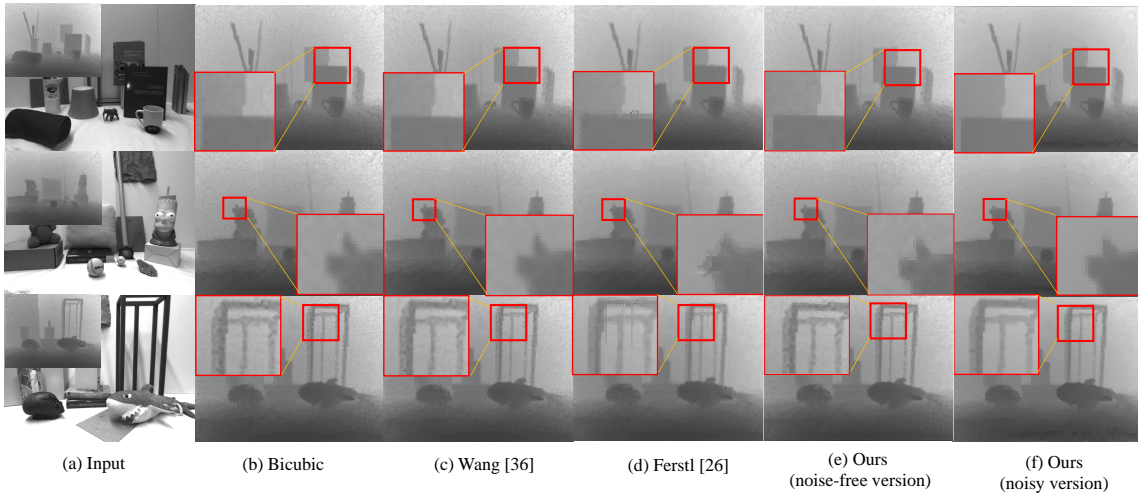 (a) Input
(b) Bicubic
(c) Wang [36]
(d) Ferstl [26]
(e) Ours
(noise-free version)
(f) Ours
(noisy version)